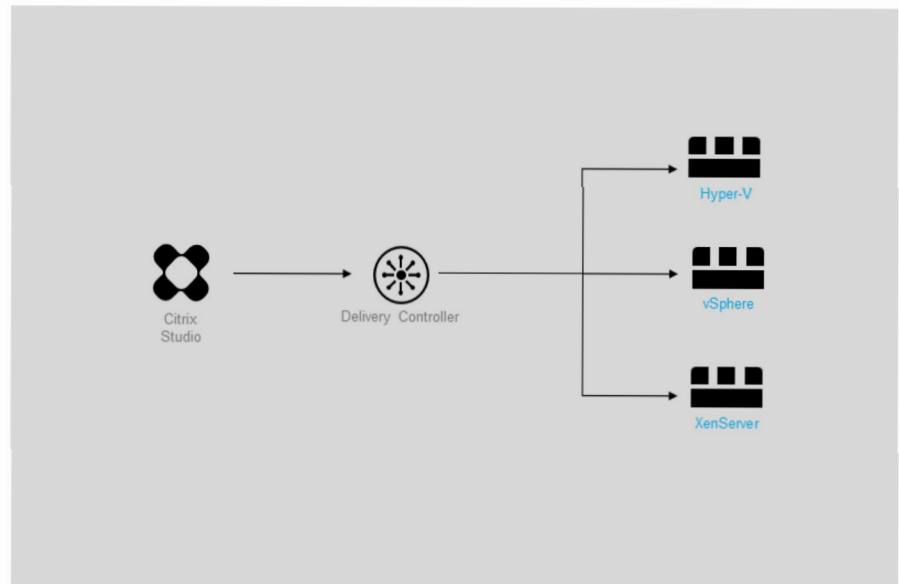 Citrix
Studio
Delivery Controller
Hyper-V
vSphere
XenServer